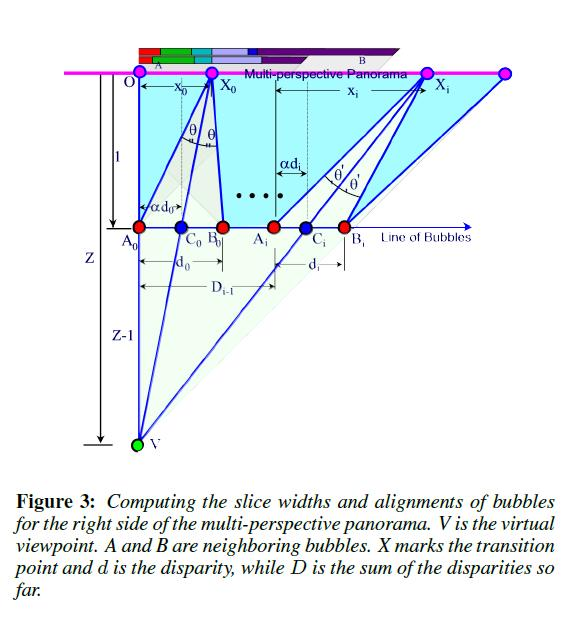 A
B
Multi-perspective Panorama
O
x₀
X₀
xᵢ
Xᵢ
θ θ
1
αdᵢ
θ' θ'
αd₀
....
A₀
C₀
B₀
Aᵢ
Cᵢ
Bᵢ
Line of Bubbles
Z
d₀
dᵢ
Dᵢ₋₁
Z-1
V
Figure 3: Computing the slice widths and alignments of bubbles
for the right side of the multi-perspective panorama. V is the virtual
viewpoint. A and B are neighboring bubbles. X marks the transition
point and d is the disparity, while D is the sum of the disparities so
far.